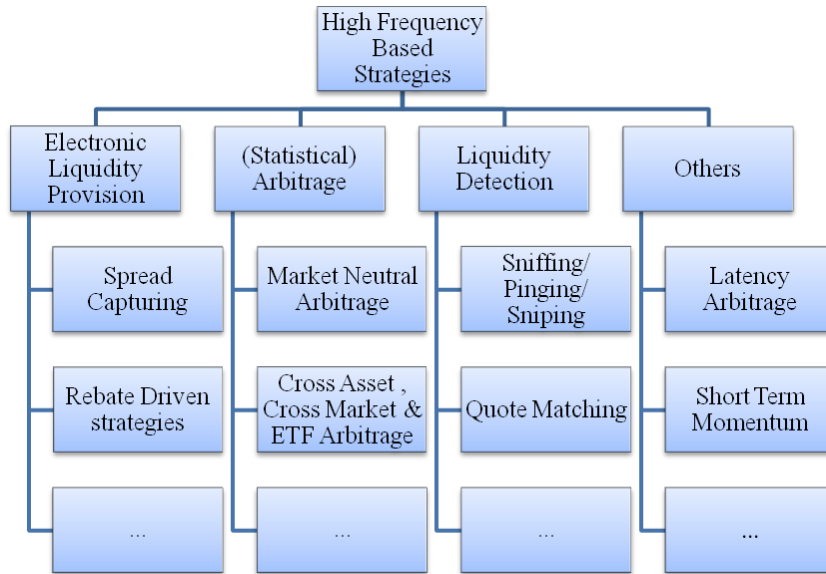 High Frequency
Based
Strategies
Electronic
Liquidity
Provision
(Statistical)
Arbitrage
Liquidity
Detection
Others
Spread
Capturing
Market Neutral
Arbitrage
Sniffing/
Pinging/
Sniping
Latency
Arbitrage
Rebate Driven
strategies
Cross Asset ,
Cross Market &
ETF Arbitrage
Quote Matching
Short Term
Momentum
...
...
...
...